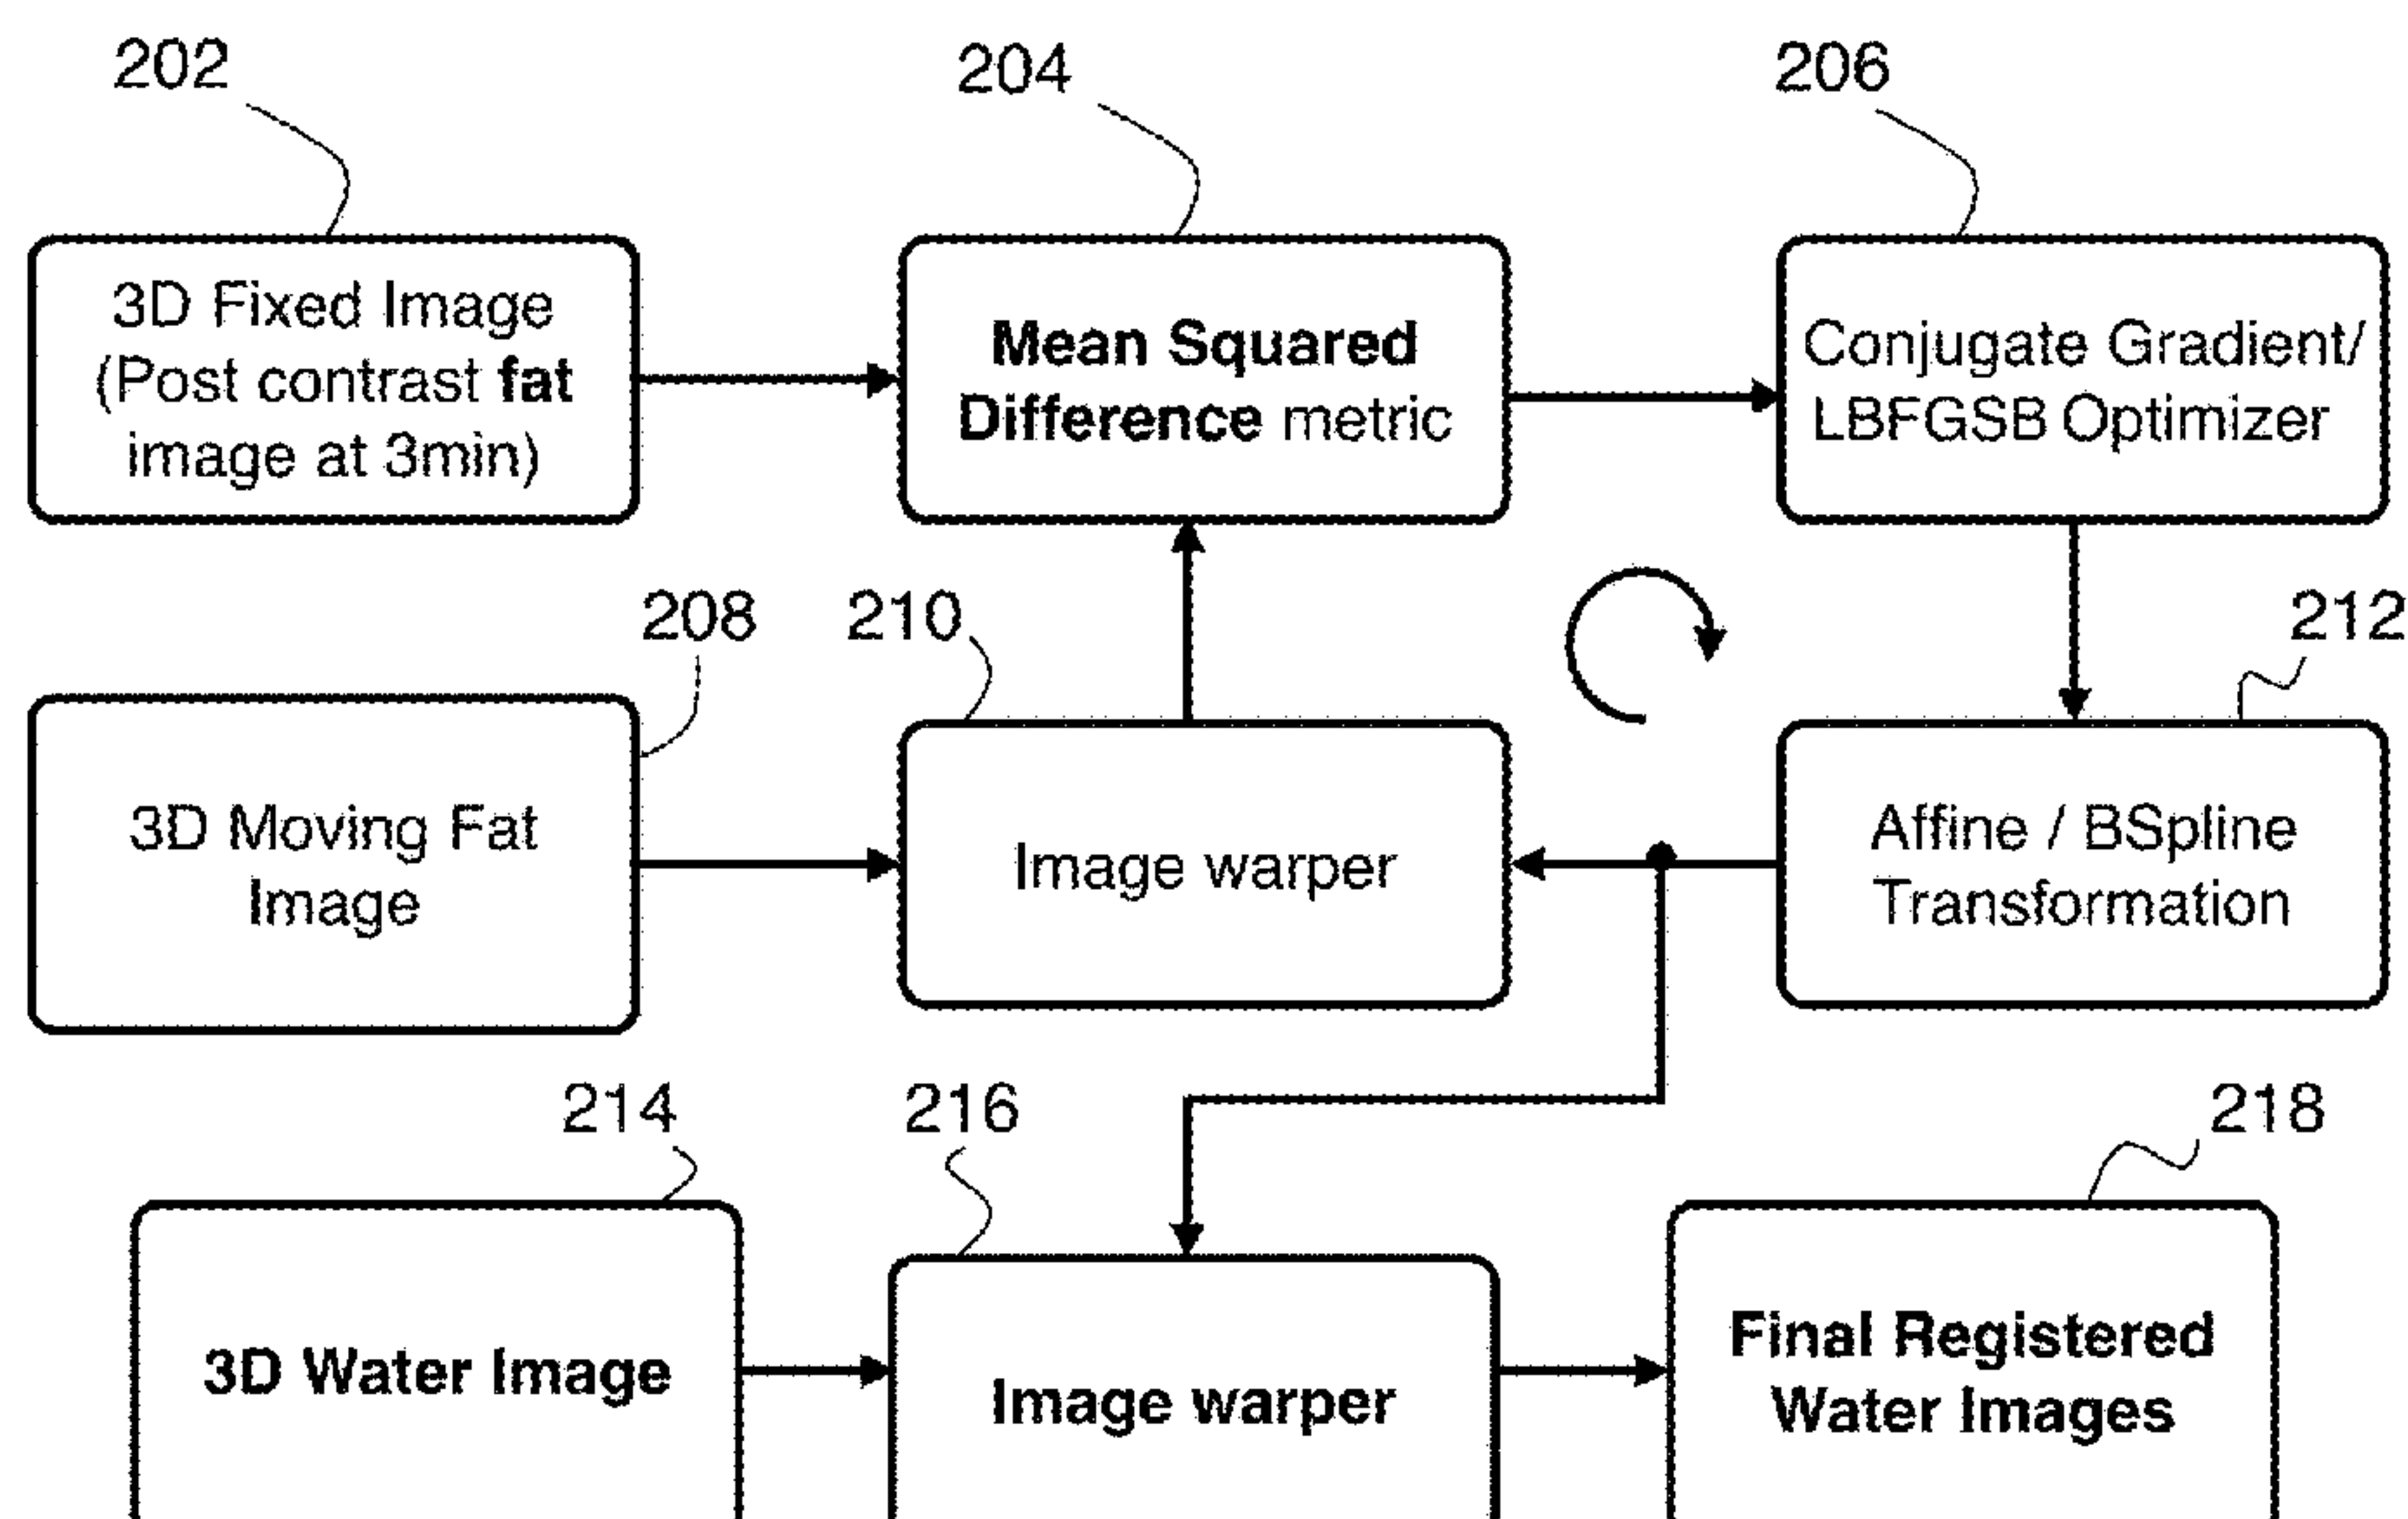 202
204
206
3D Fixed Image
(Post contrast fat
image at 3min)
Mean Squared
Difference metric
Conjugate Gradient/
LBFGSB Optimizer
208
210
212
3D Moving Fat
Image
Image warper
Affine / BSpline
Transformation
214
216
218
3D Water Image
Image warper
Final Registered
Water Images